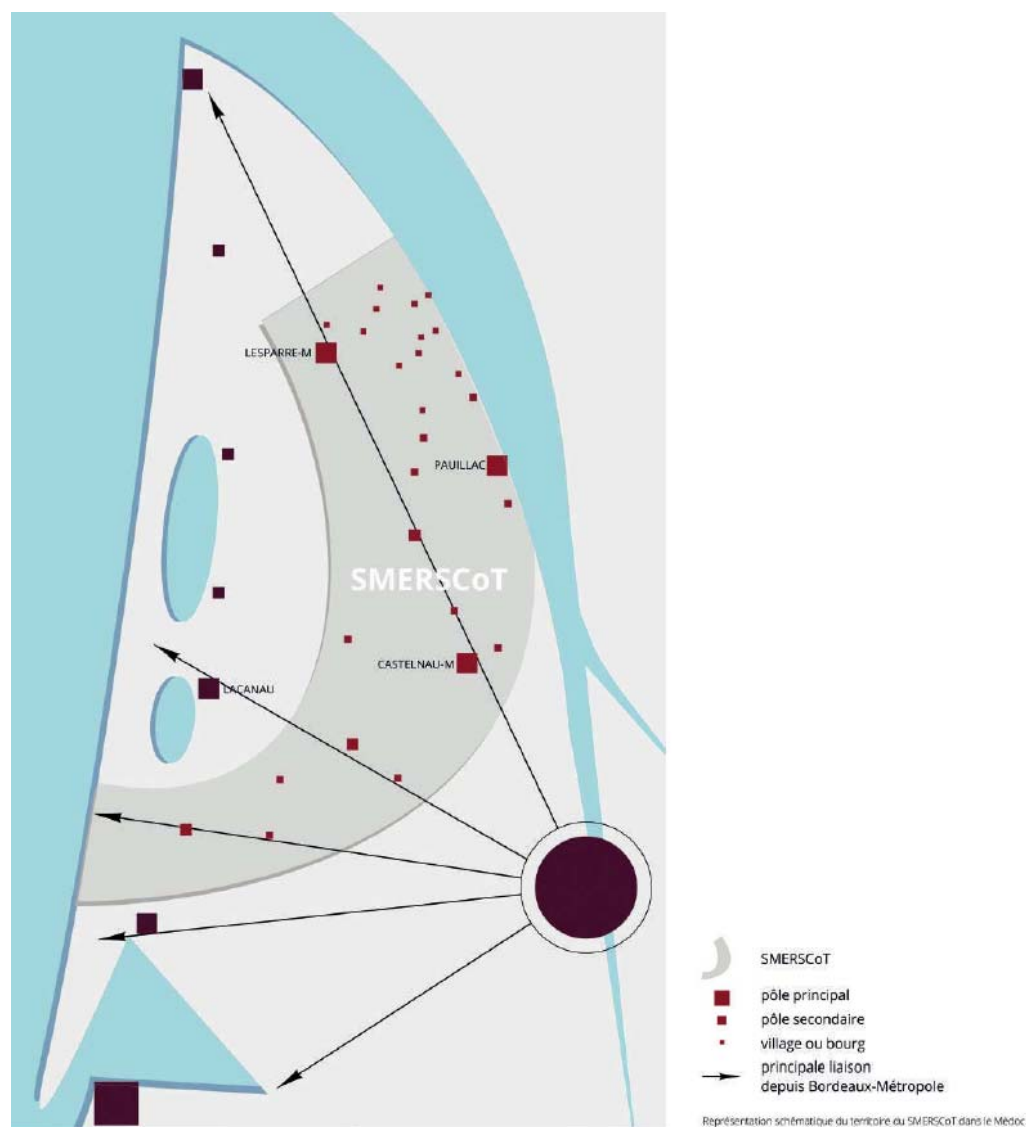 LESPARRE-M
PAUILLAC
SMERSCoT
CASTELNAU-M
LACANAU
SMERSCoT
pôle principal
pôle secondaire
village ou bourg
principale liaison
depuis Bordeaux-Métropole
Représentation schématique du territoire du SMERSCoT dans le Médoc